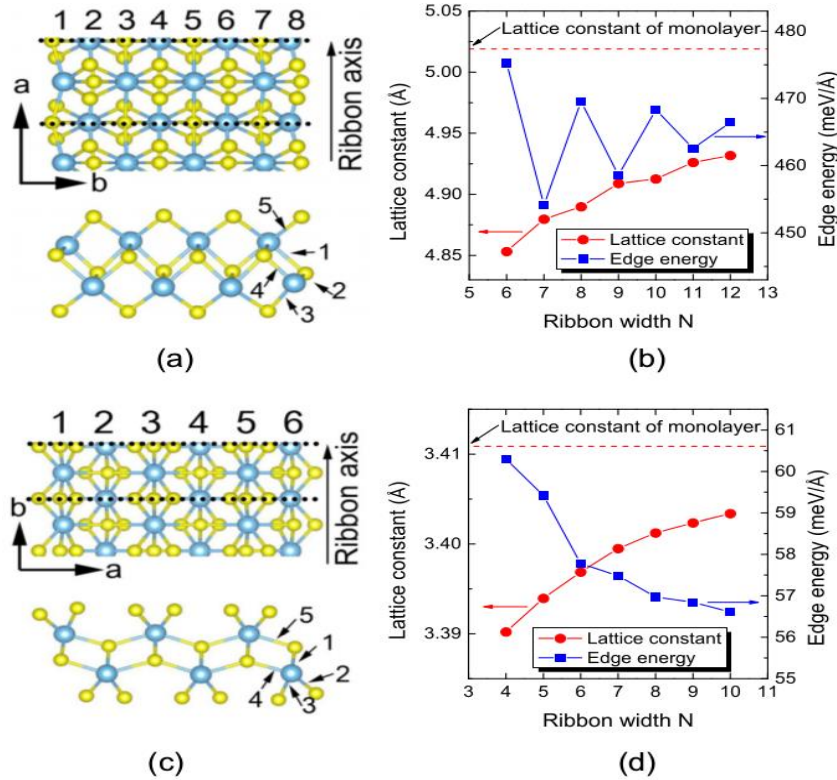 1 2 3 4 5 6 7 8
a
b
Ribbon axis
5
1
4
2
3
(a)
5.05
5.00
4.95
4.90
4.85
Lattice constant (Å)
Lattice constant of monolayer
480
470
460
450
Edge energy (meV/Å)
Lattice constant
Edge energy
5 6 7 8 9 10 11 12 13
Ribbon width N
(b)
1 2 3 4 5 6
b
a
Ribbon axis
5
1
2
4
3
(c)
3.41
3.40
3.39
Lattice constant (Å)
Lattice constant of monolayer
61
60
59
58
57
56
55
Edge energy (meV/Å)
Lattice constant
Edge energy
3 4 5 6 7 8 9 10 11
Ribbon width N
(d)